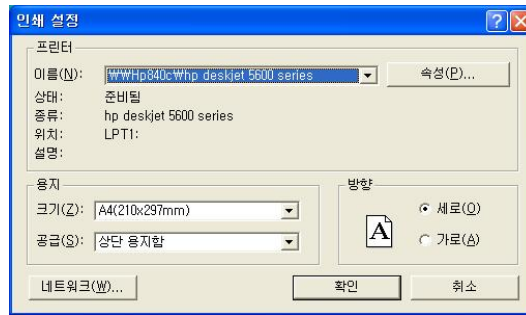 인쇄 설정
프린터
이름(N): ₩₩Hp840c₩hp deskjet 5600 series 속성(P)...
상태: 준비됨
종류: hp deskjet 5600 series
위치: LPT1:
설명:
용지
크기(Z): A4(210x297mm)
공급(S): 상단 용지함
방향
A
세로(O)
가로(A)
네트워크(W)... 확인 취소